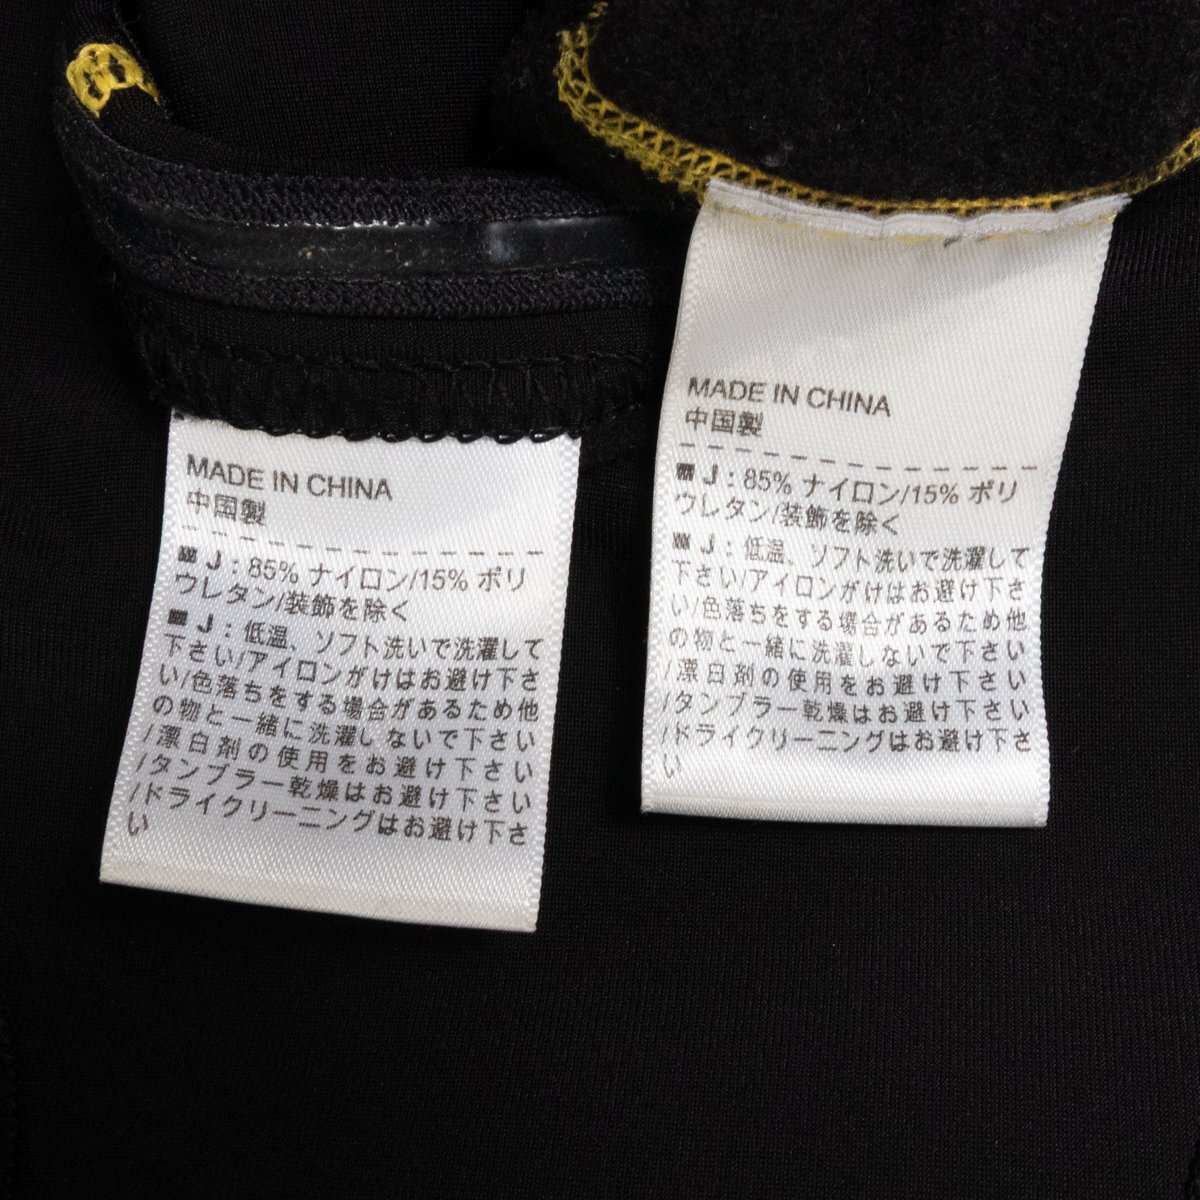 MADE IN CHINA
中国製
J : 85% ナイロン/15% ポリ
ウレタン/装飾を除く
J : 低温、ソフト洗いで洗濯して
下さい/アイロンがけはお避け下さ
い/色落ちをする場合があるため他
の物と一緒に洗濯しないで下さい
/漂白剤の使用をお避け下さい
/タンブラー乾燥はお避け下さい
/ドライクリーニングはお避け下さ
い
MADE IN CHINA
中国製
J : 85% ナイロン/15% ポリ
ウレタン/装飾を除く
J : 低温、ソフト洗いで洗濯して
下さい/アイロンがけはお避け下さ
い/色落ちをする場合があるため他
の物と一緒に洗濯しないで下さい
/漂白剤の使用をお避け下さい
/タンブラー乾燥はお避け下さい
/ドライクリーニングはお避け下さ
い